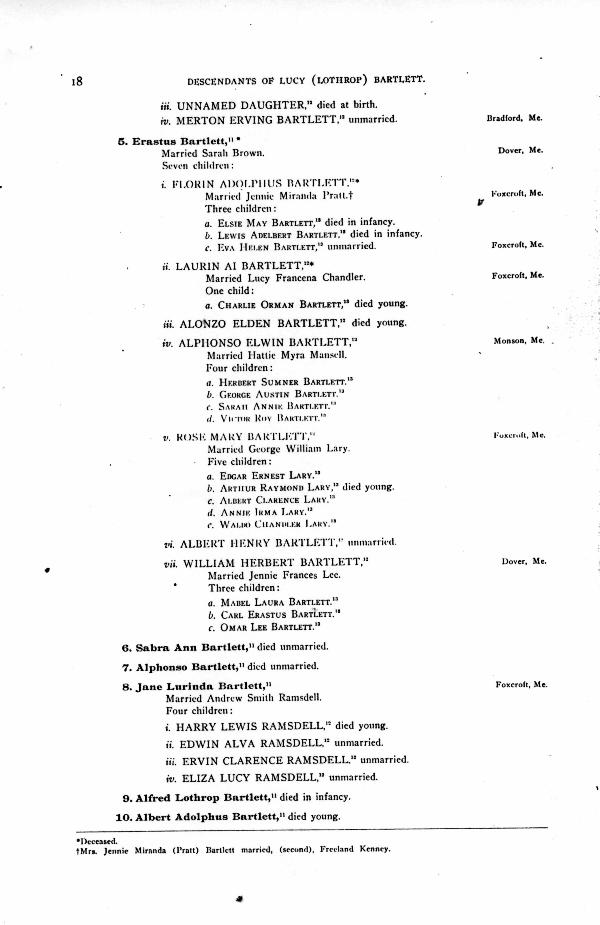 18 DESCENDANTS OF LUCY (LOTHROP) BARTLETT.
iii. UNNAMED DAUGHTER,¹² died at birth.
iv. MERTON ERVING BARTLETT,¹² unmarried. Bradford, Me.
5. Erastus Bartlett,¹¹* Dover, Me.
Married Sarah Brown.
Seven children:
i. FLORIN ADOLPHUS BARTLETT,¹²* Foxcroft, Me.
Married Jennie Miranda Pratt.†
Three children:
a. ELSIE MAY BARTLETT,¹³ died in infancy.
b. LEWIS ADELBERT BARTLETT,¹³ died in infancy.
c. EVA HELEN BARTLETT,¹³ unmarried. Foxcroft, Me.
ii. LAURIN AI BARTLETT,¹²* Foxcroft, Me.
Married Lucy Francena Chandler.
One child:
a. CHARLIE ORMAN BARTLETT,¹³ died young.
iii. ALONZO ELDEN BARTLETT,¹² died young.
iv. ALPHONSO ELWIN BARTLETT,¹² Monson, Me.
Married Hattie Myra Mansell.
Four children:
a. HERBERT SUMNER BARTLETT.¹³
b. GEORGE AUSTIN BARTLETT.¹³
c. SARAH ANNIE BARTLETT.¹³
d. VICTOR ROY BARTLETT.¹³
v. ROSE MARY BARTLETT,¹² Foxcroft, Me.
Married George William Lary.
Five children:
a. EDGAR ERNEST LARY.¹³
b. ARTHUR RAYMOND LARY,¹³ died young.
c. ALBERT CLARENCE LARY.¹³
d. ANNIE IRMA LARY.¹³
e. WALDO CHANDLER LARY.¹³
vi. ALBERT HENRY BARTLETT,¹² unmarried.
vii. WILLIAM HERBERT BARTLETT,¹² Dover, Me.
Married Jennie Frances Lee.
Three children:
a. MABEL LAURA BARTLETT.¹³
b. CARL ERASTUS BARTLETT.¹³
c. OMAR LEE BARTLETT.¹³
6. Sabra Ann Bartlett,¹¹ died unmarried.
7. Alphonso Bartlett,¹¹ died unmarried.
8. Jane Lurinda Bartlett,¹¹ Foxcroft, Me.
Married Andrew Smith Ramsdell.
Four children:
i. HARRY LEWIS RAMSDELL,¹² died young.
ii. EDWIN ALVA RAMSDELL,¹² unmarried.
iii. ERVIN CLARENCE RAMSDELL,¹² unmarried.
iv. ELIZA LUCY RAMSDELL,¹² unmarried.
9. Alfred Lothrop Bartlett,¹¹ died in infancy.
10. Albert Adolphus Bartlett,¹¹ died young.
*Deceased.
†Mrs. Jennie Miranda (Pratt) Bartlett married, (second), Freeland Kenney.